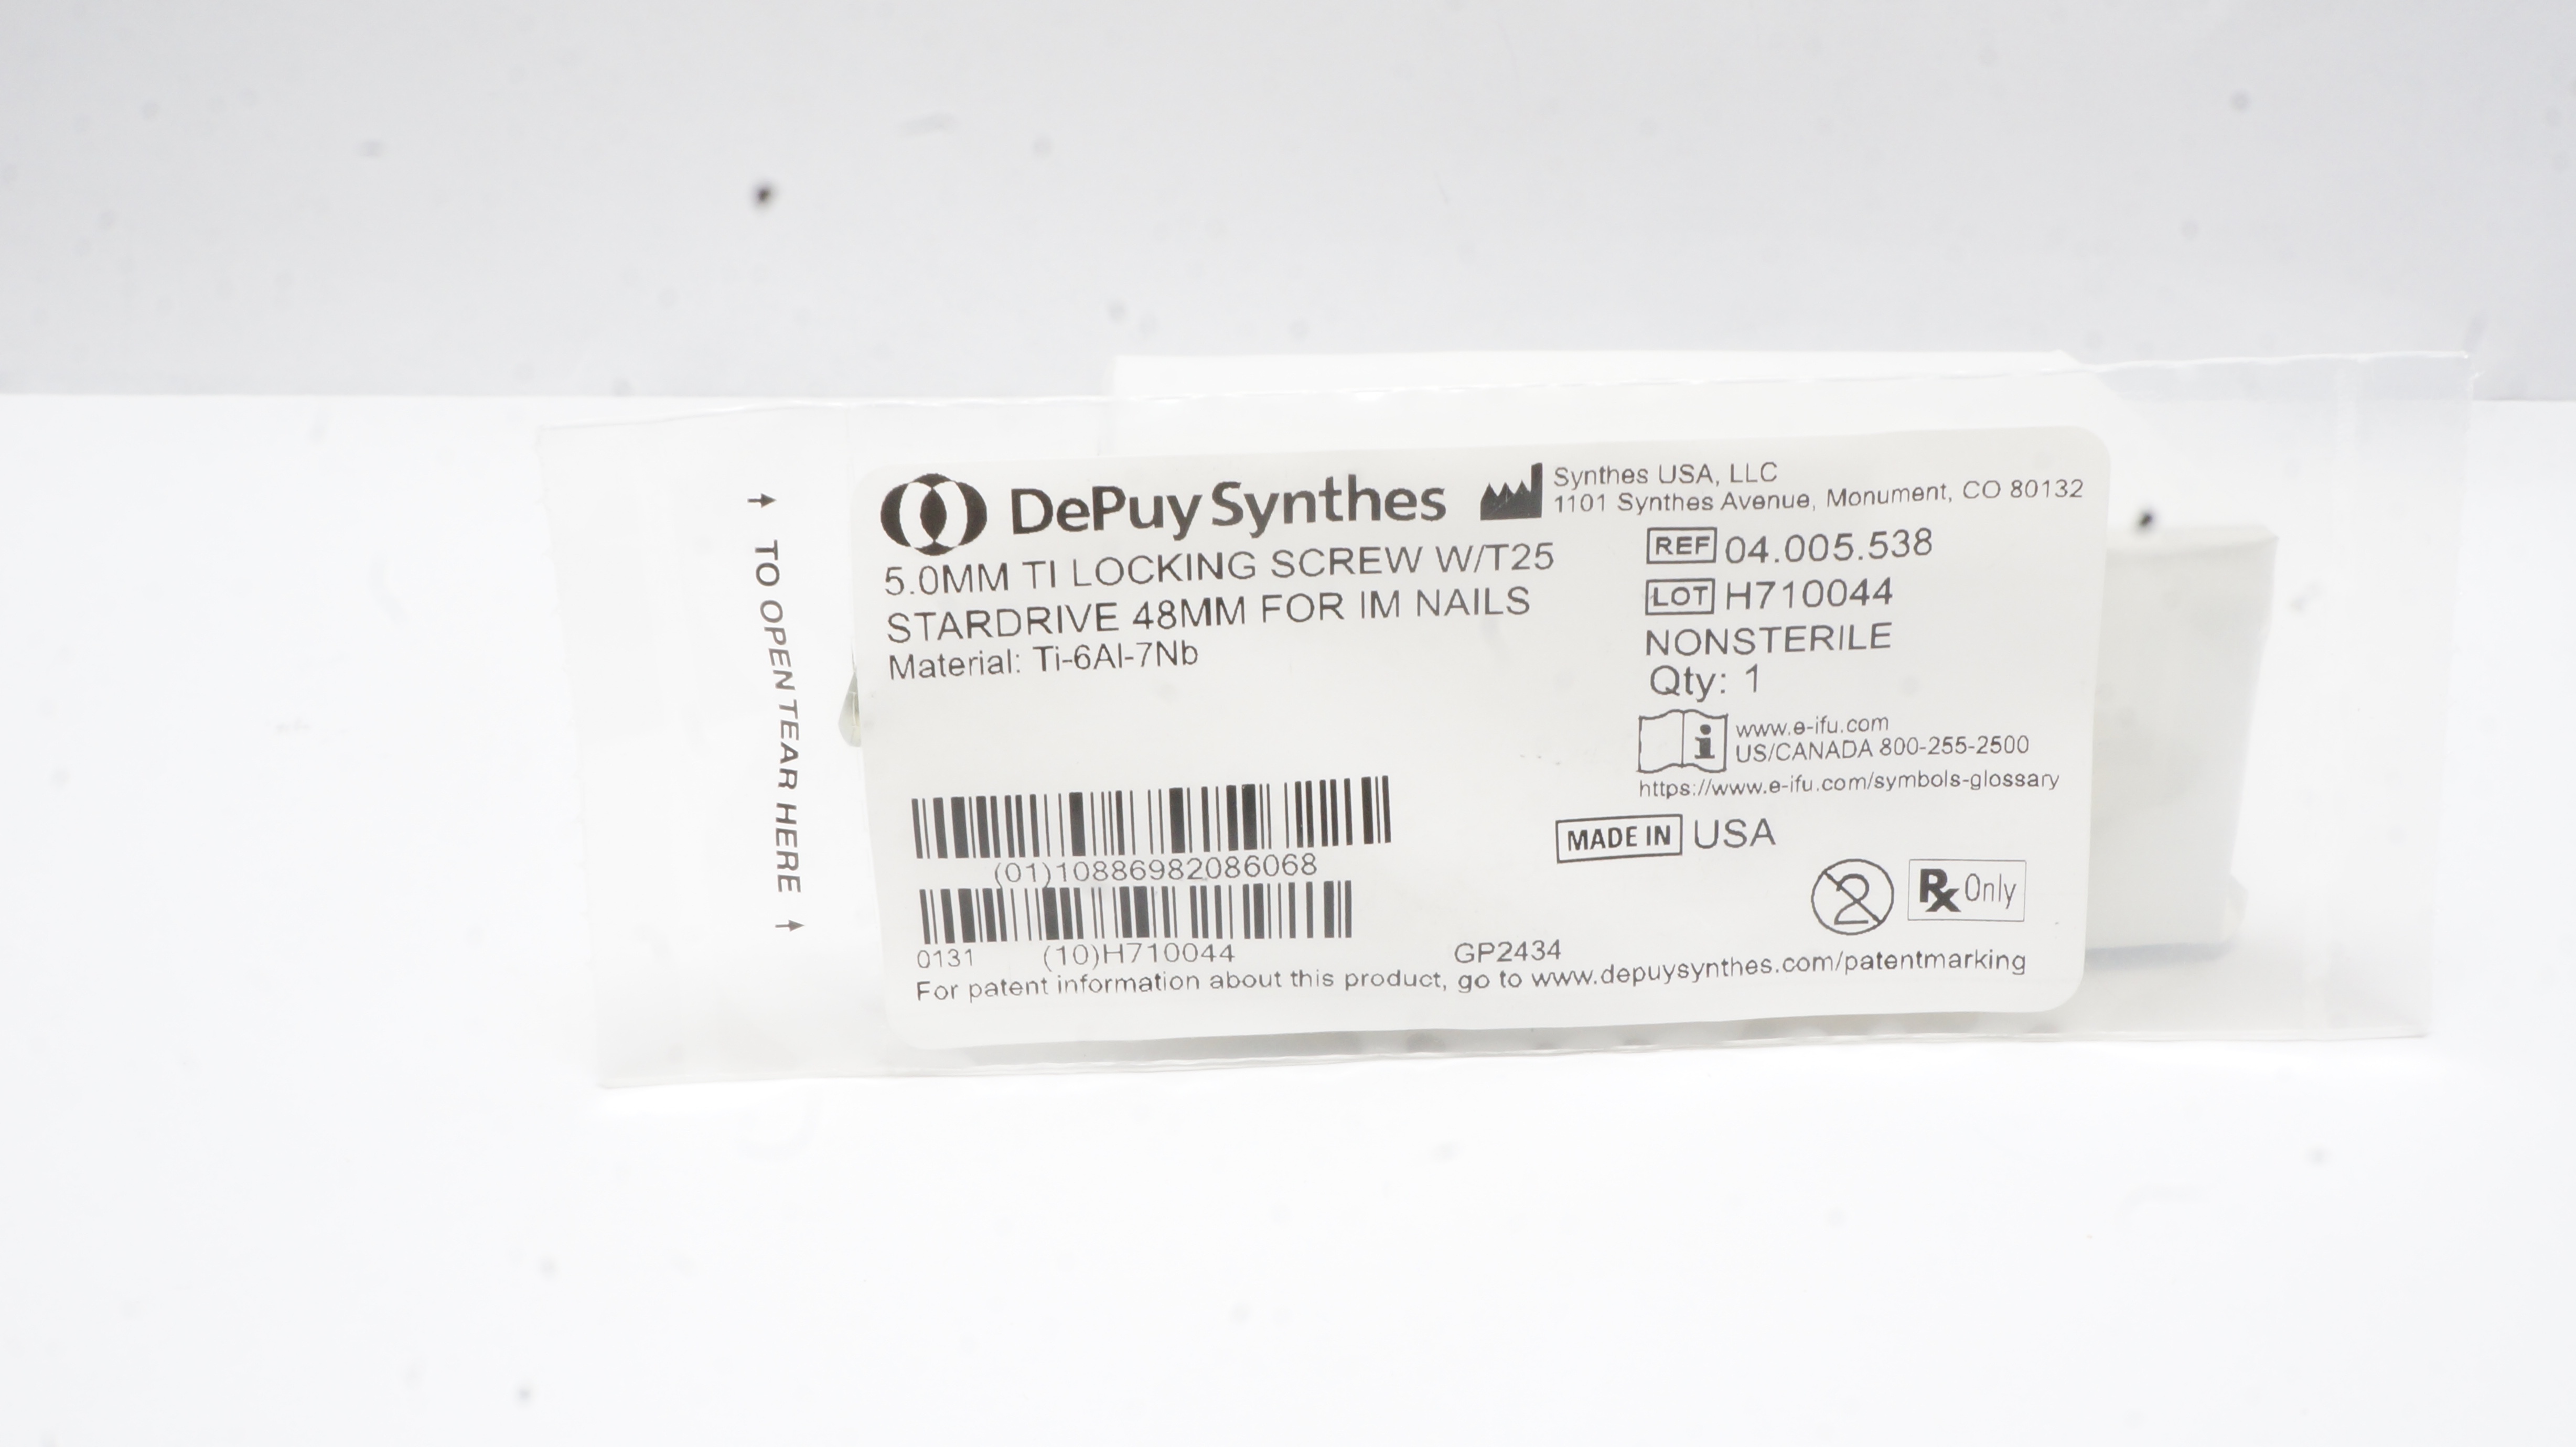 TO OPEN TEAR HERE
DePuy Synthes
Synthes USA, LLC
1101 Synthes Avenue, Monument, CO 80132
5.0MM TI LOCKING SCREW W/T25
STARDRIVE 48MM FOR IM NAILS
Material: Ti-6Al-7Nb
REF 04.005.538
LOT H710044
NONSTERILE
Qty: 1
i www.e-ifu.com
US/CANADA 800-255-2500
https://www.e-ifu.com/symbols-glossary
MADE IN USA
(01)10886982086068
2 Rx Only
0131 (10)H710044 GP2434
For patent information about this product, go to www.depuysynthes.com/patentmarking